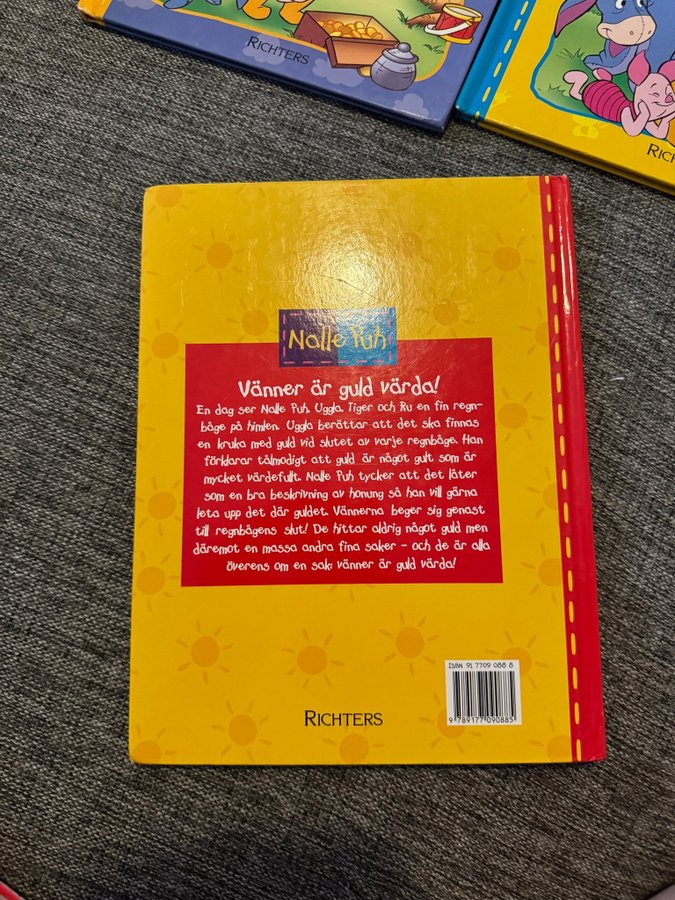 RICHTERS
Nalle Puh
Vänner är guld värda!
En dag ser Nalle Puh, Uggla, Tiger och Ru en fin regn-
båge på himlen. Uggla berättar att det ska finnas
en kruka med guld vid slutet av varje regnbåge. Han
förklarar tålmodigt att guld är något gult som är
mycket värdefullt. Nalle Puh tycker att det låter
som en bra beskrivning av honung så han vill gärna
leta upp det där guldet. Vännerna beger sig genast
till regnbågens slut! De hittar aldrig något guld men
däremot en massa andra fina saker – och de är alla
överens om en sak: vänner är guld värda!
ISBN 91 7709 088 8
9 789177 090885
RICHTERS